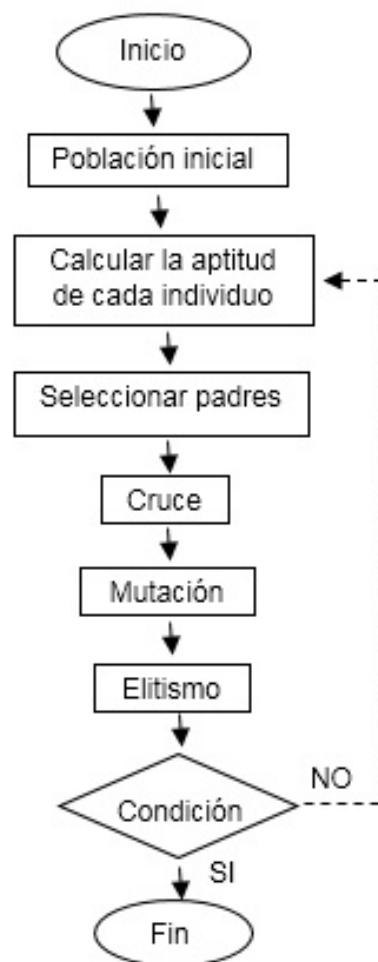 Inicio
Población inicial
Calcular la aptitud
de cada individuo
Seleccionar padres
Cruce
Mutación
Elitismo
Condición
NO
SI
Fin